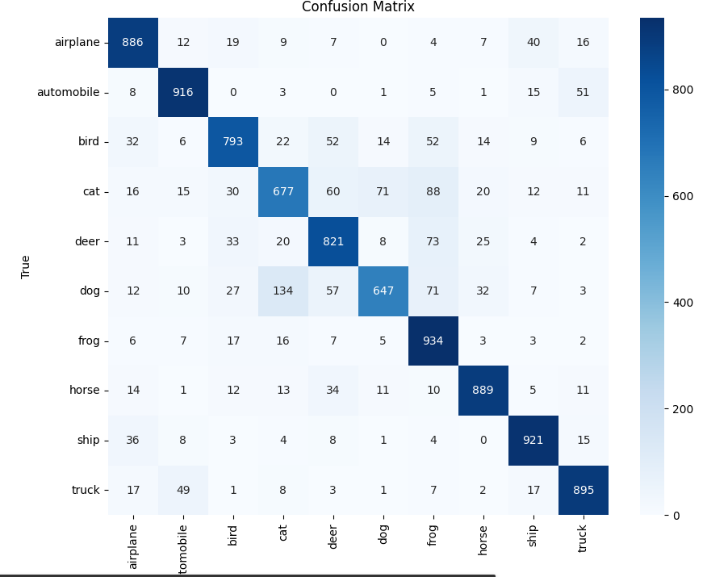 Confusion Matrix
airplane 886 12 19 9 7 0 4 7 40 16
automobile 8 916 0 3 0 1 5 1 15 51
bird 32 6 793 22 52 14 52 14 9 6
cat 16 15 30 677 60 71 88 20 12 11
deer 11 3 33 20 821 8 73 25 4 2
dog 12 10 27 134 57 647 71 32 7 3
frog 6 7 17 16 7 5 934 3 3 2
horse 14 1 12 13 34 11 10 889 5 11
ship 36 8 3 4 8 1 4 0 921 15
truck 17 49 1 8 3 1 7 2 17 895
True
airplane tomobile bird cat deer dog frog horse ship truck
800
600
400
200
0